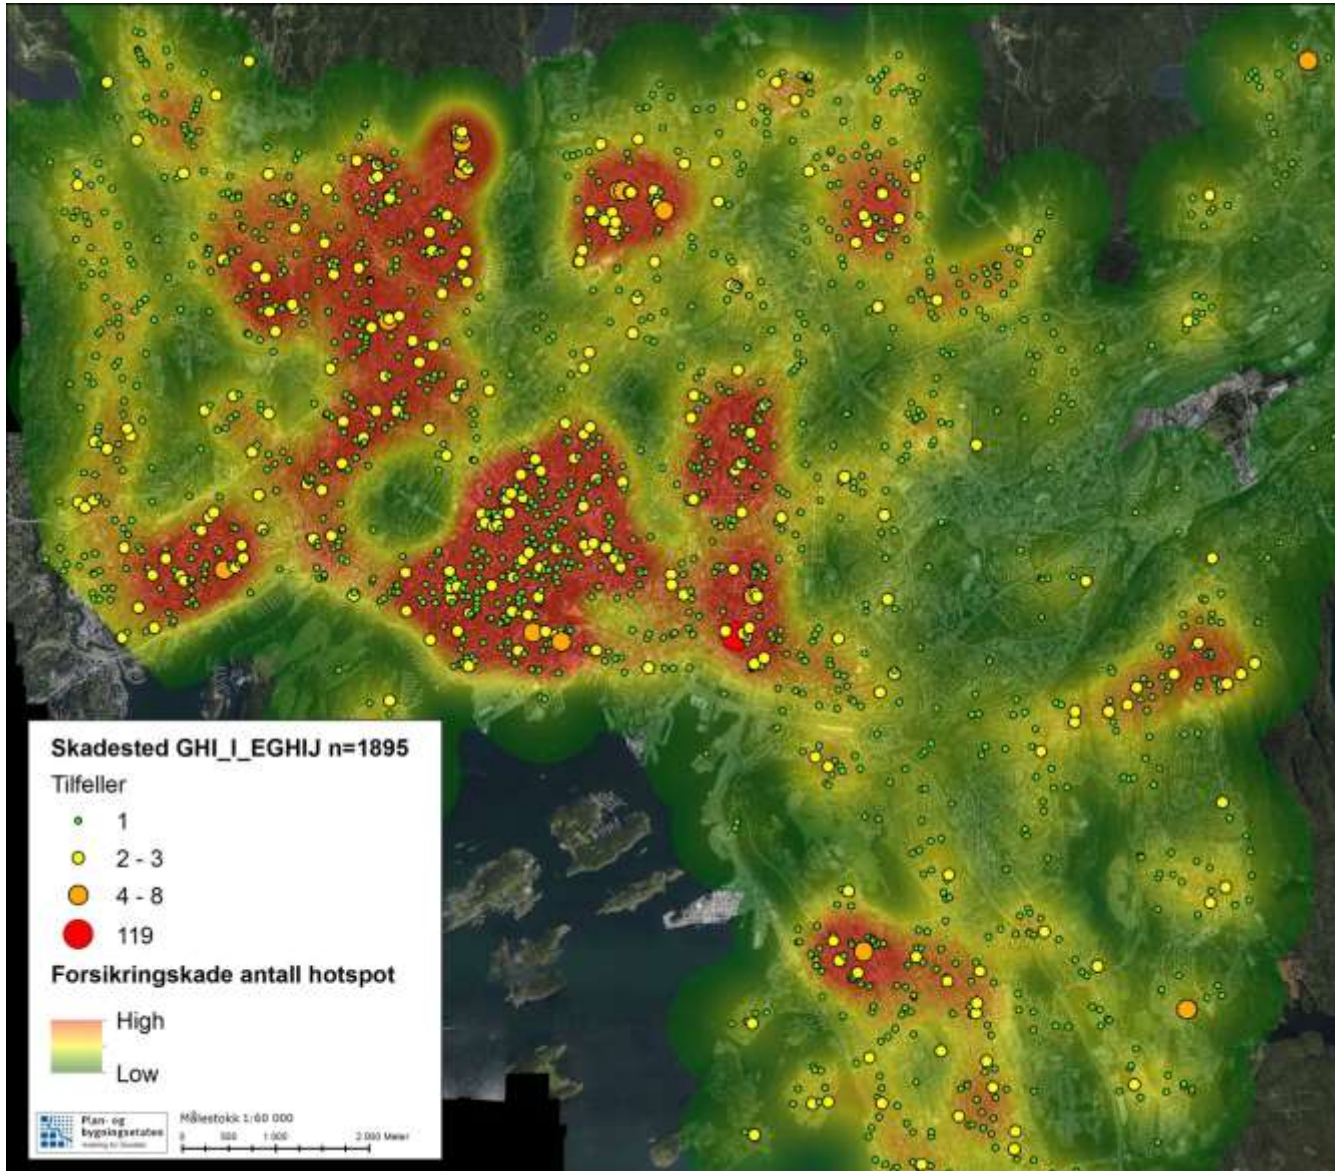 Skadested GHI_I_EGHIJ n=1895
Tilfeller
1
2 - 3
4 - 8
119
Forsikringskade antall hotspot
High
Low
Plan- og
bygningsetaten
Målestokk 1:60 000
0 500 1 000 2 000 Meter